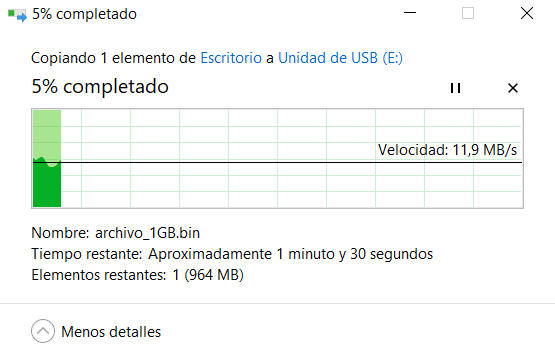 5% completado
Copiando 1 elemento de Escritorio a Unidad de USB (E:)
5% completado
Velocidad: 11,9 MB/s
Nombre: archivo_1GB.bin
Tiempo restante: Aproximadamente 1 minuto y 30 segundos
Elementos restantes: 1 (964 MB)
Menos detalles